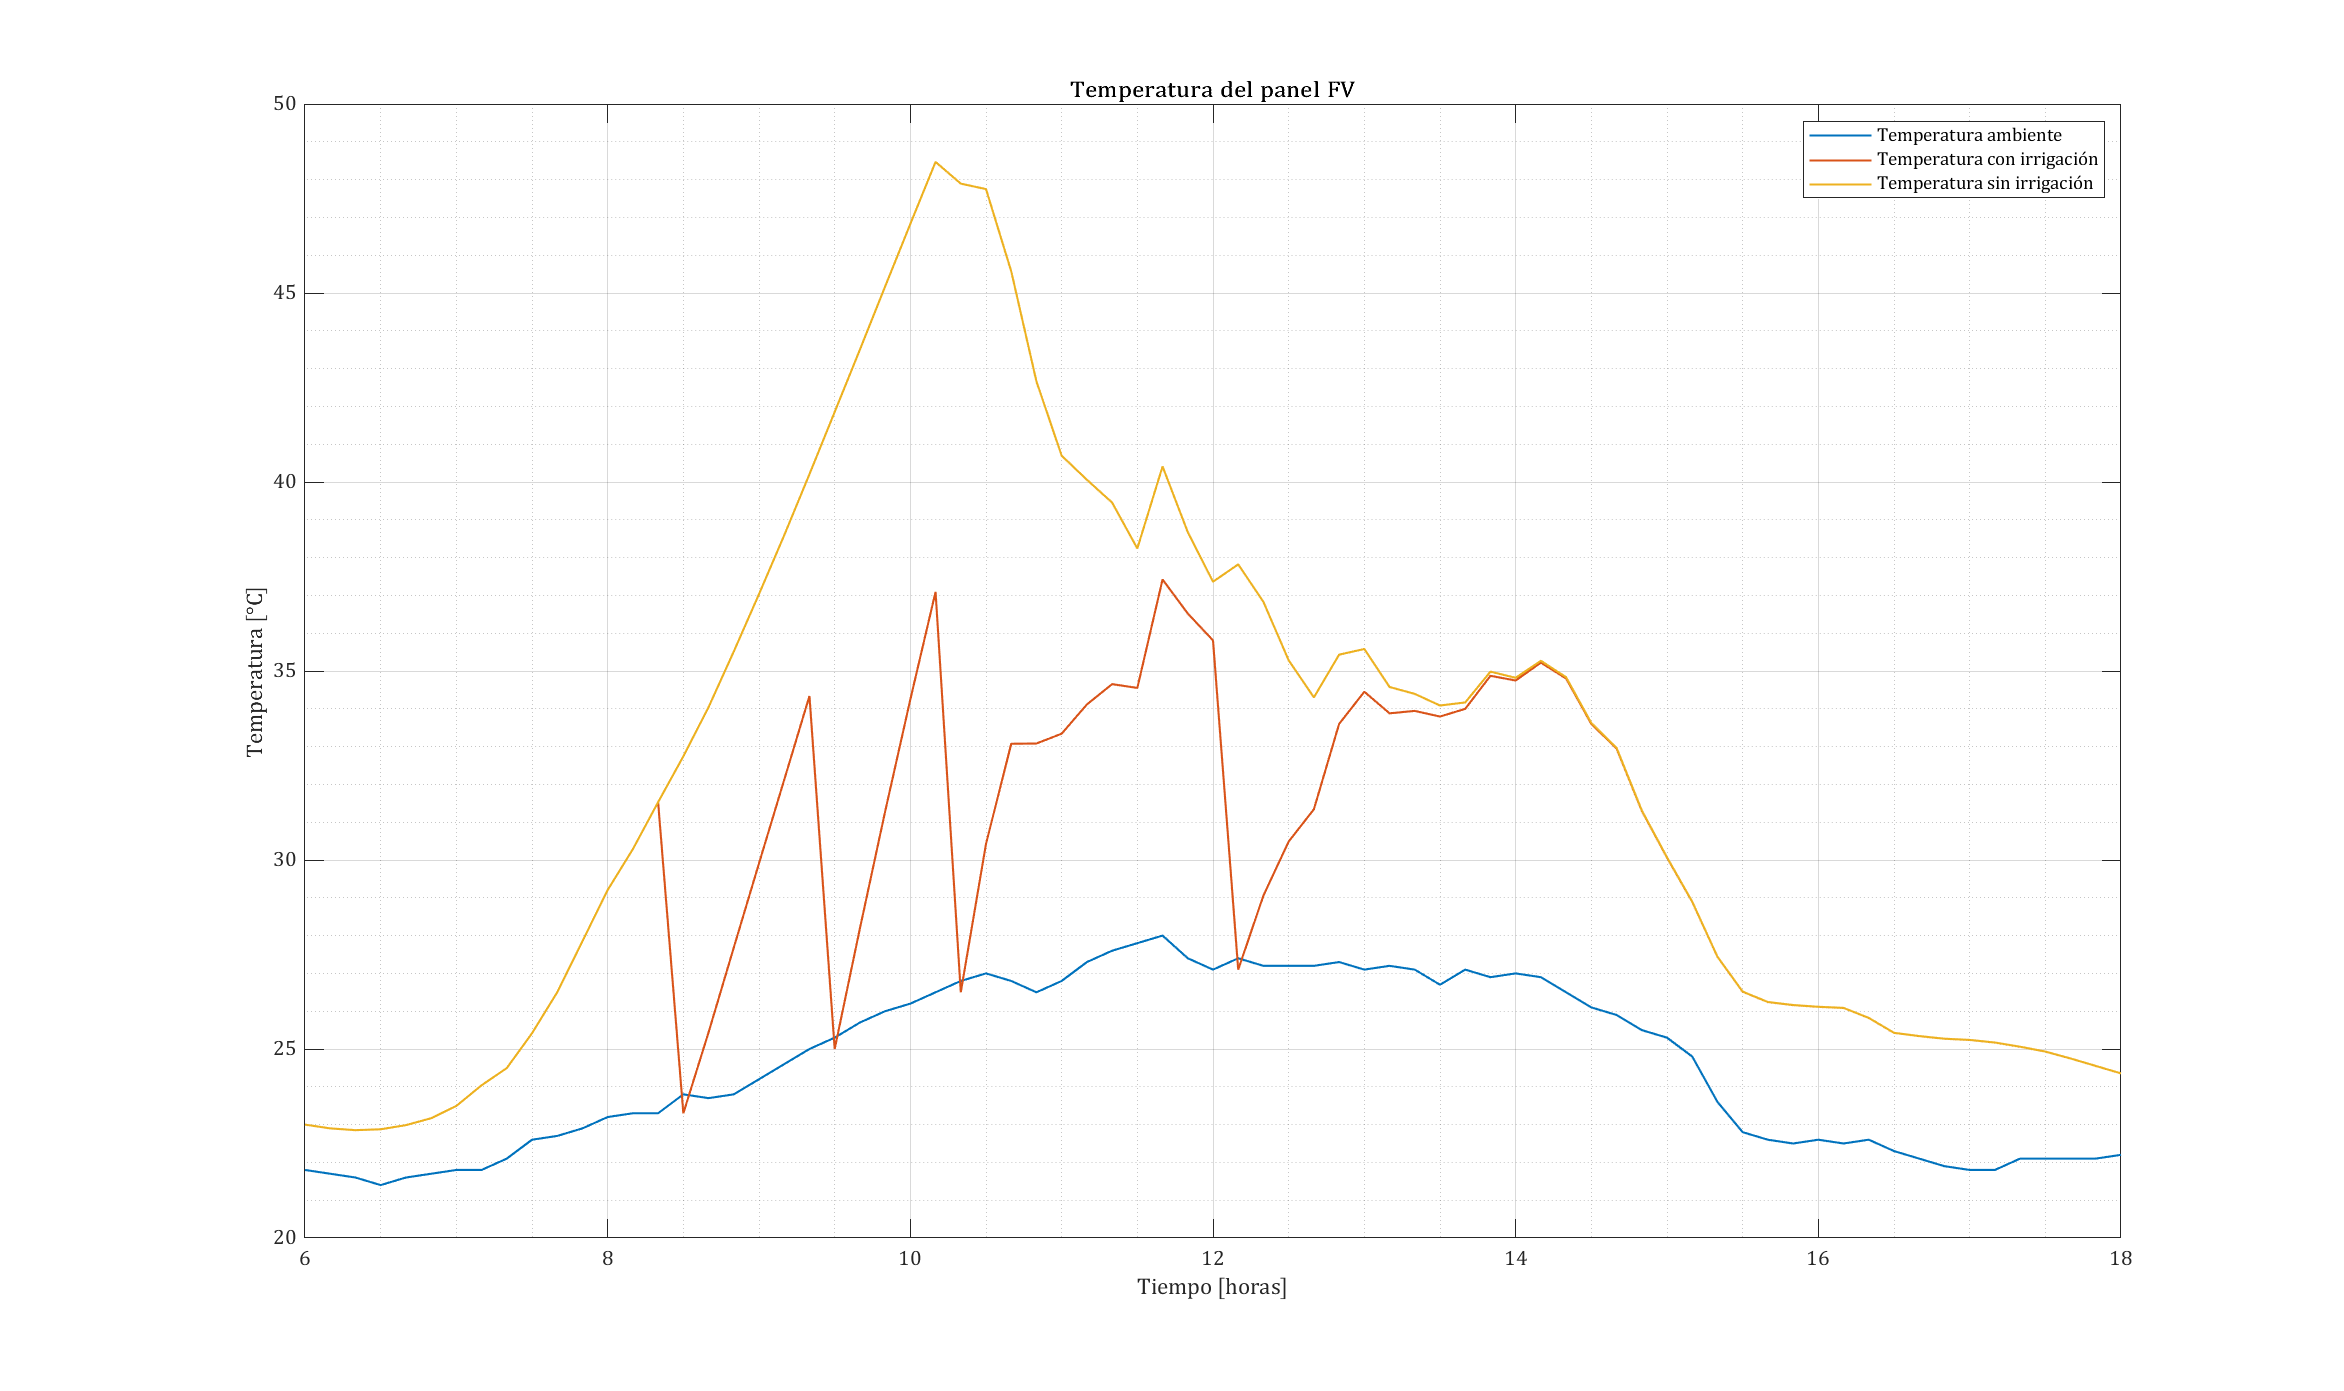 Temperatura del panel FV
50
45
40
35
30
25
20
Temperatura [°C]
Temperatura ambiente
Temperatura con irrigación
Temperatura sin irrigación
6 8 10 12 14 16 18
Tiempo [horas]